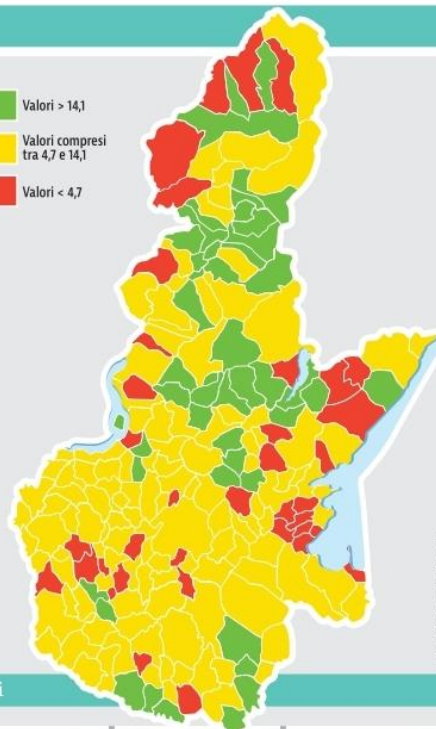 Valori > 14,1
Valori compresi
tra 4,7 e 14,1
Valori < 4,7
i